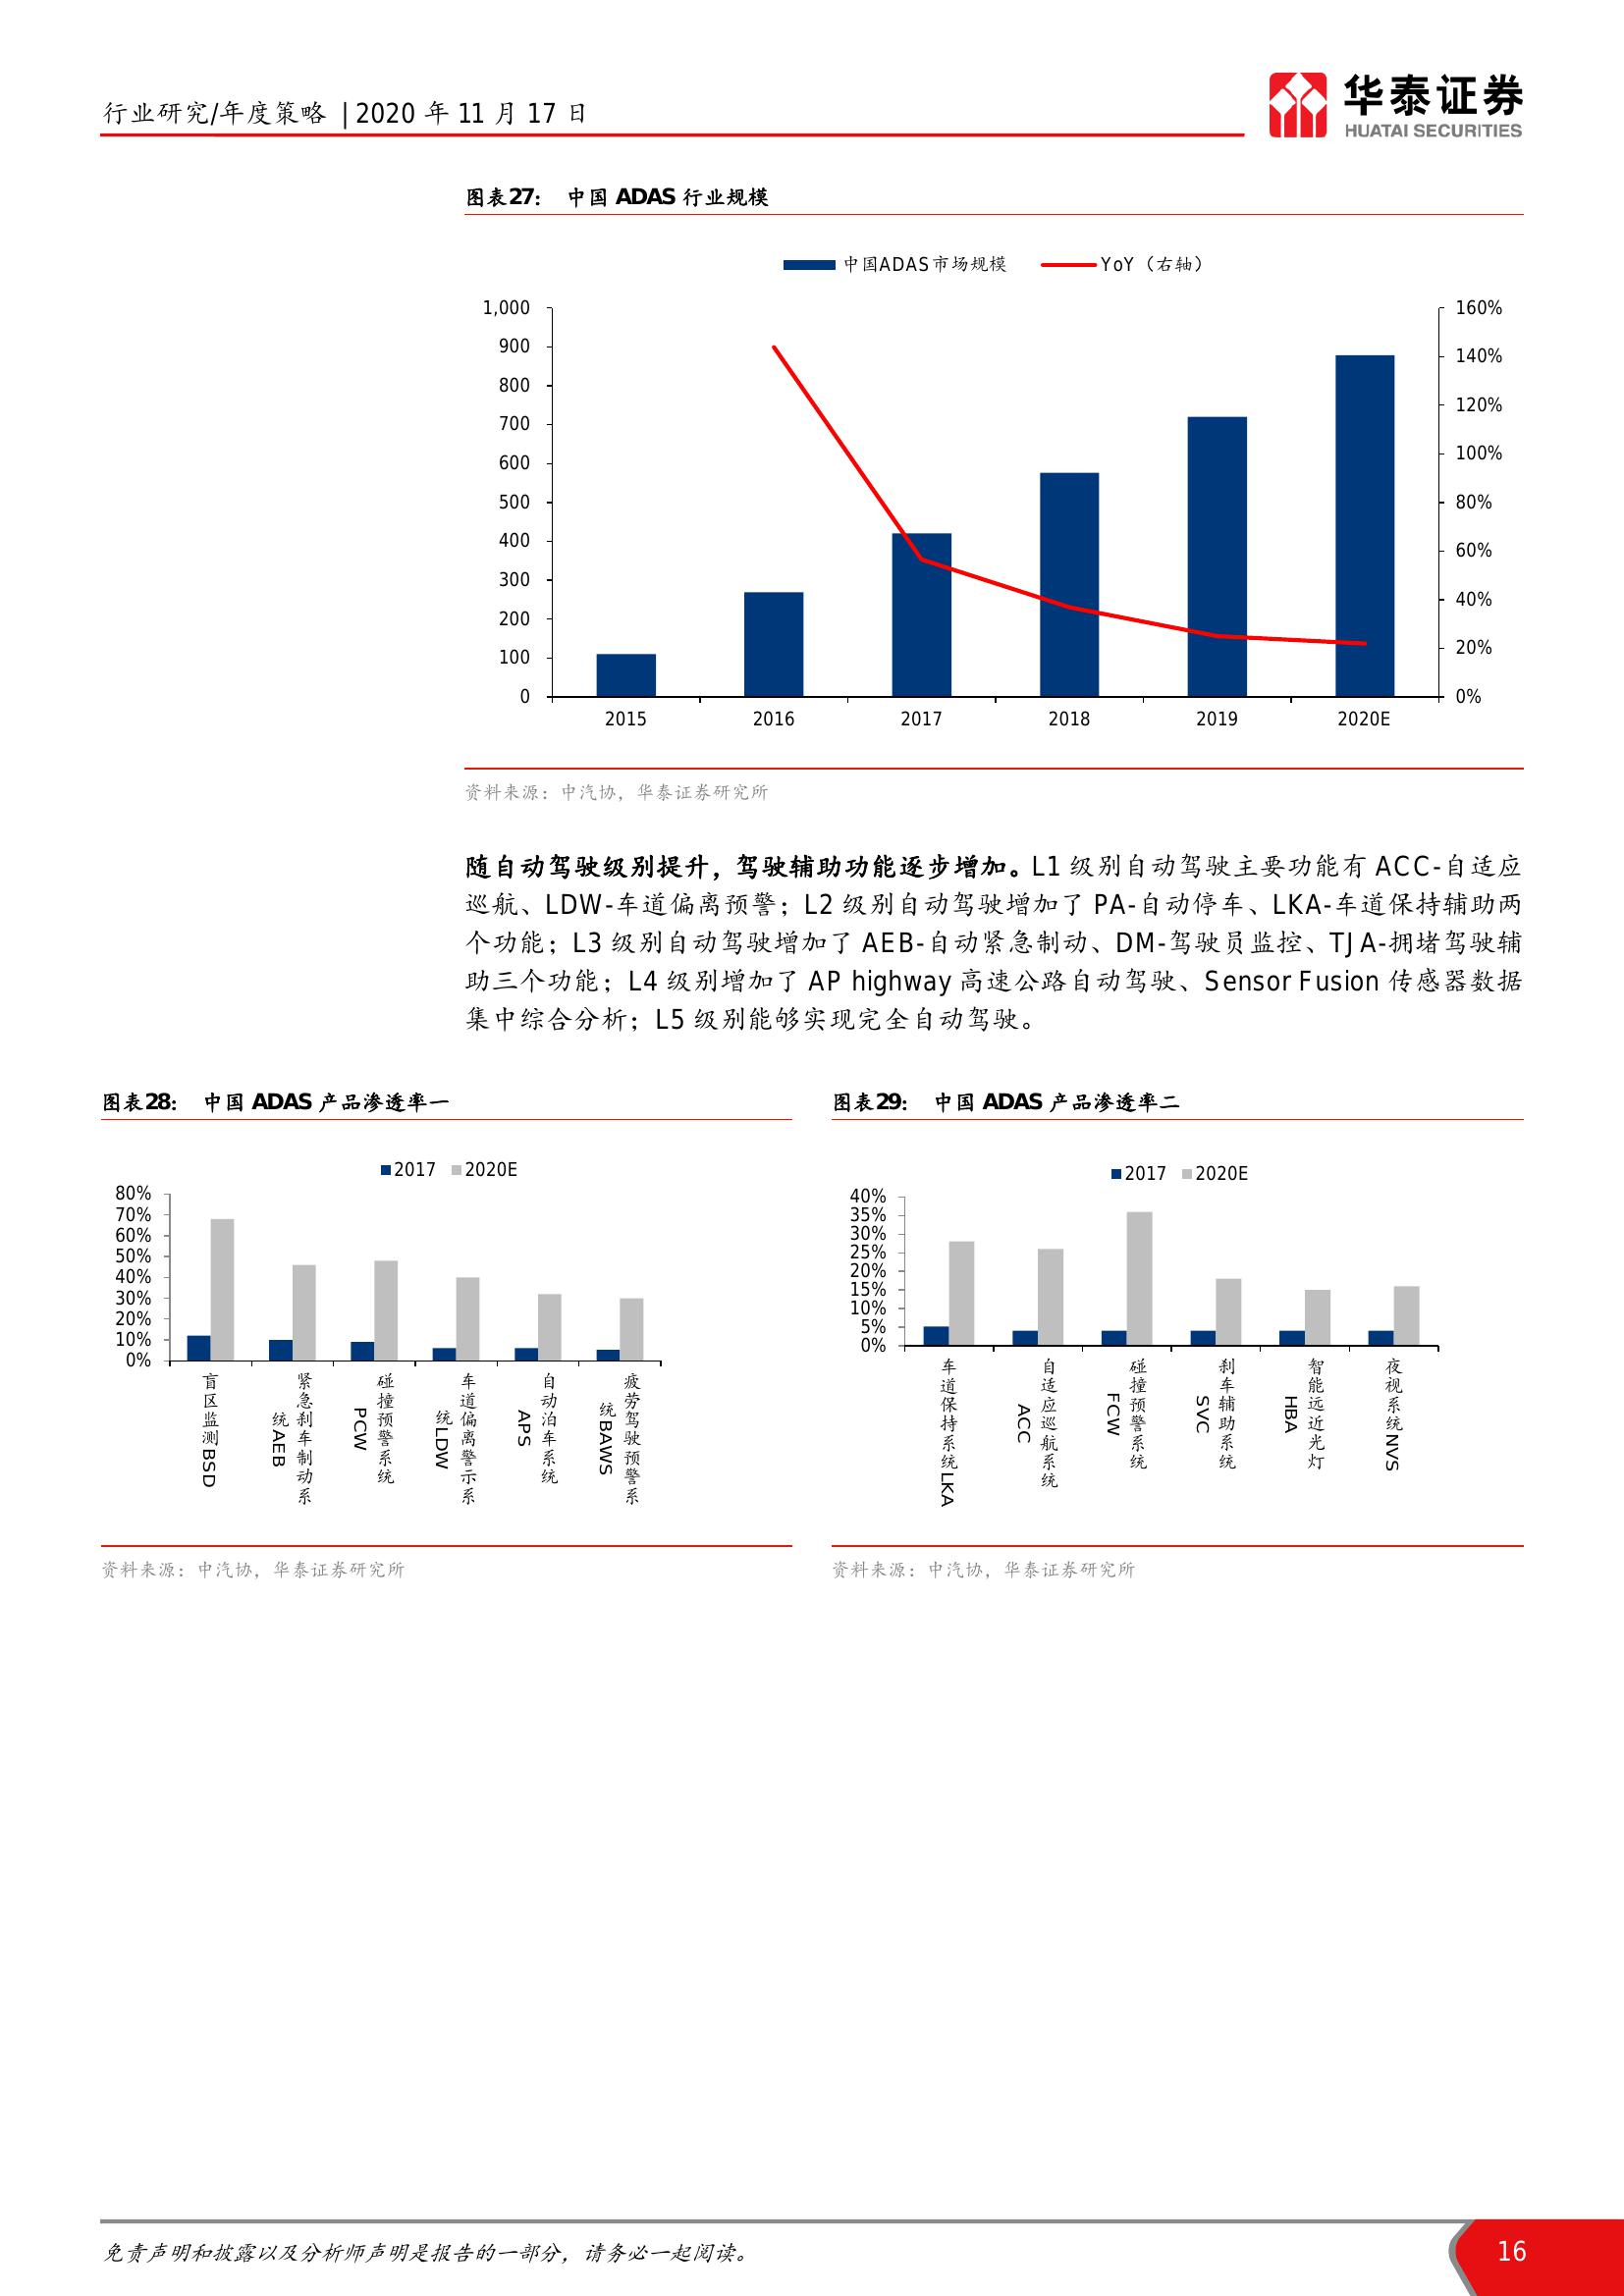 行业研究/年度策略 | 2020 年 11 月 17 日
华泰证券
HUATAI SECURITIES
图表27： 中国 ADAS 行业规模
中国ADAS市场规模 YoY（右轴）
1,000
900
800
700
600
500
400
300
200
100
0
160%
140%
120%
100%
80%
60%
40%
20%
0%
2015 2016 2017 2018 2019 2020E
资料来源：中汽协，华泰证券研究所
随自动驾驶级别提升，驾驶辅助功能逐步增加。L1 级别自动驾驶主要功能有 ACC-自适应
巡航、LDW-车道偏离预警；L2 级别自动驾驶增加了 PA-自动停车、LKA-车道保持辅助两
个功能；L3 级别自动驾驶增加了 AEB-自动紧急制动、DM-驾驶员监控、TJA-拥堵驾驶辅
助三个功能；L4 级别增加了 AP highway 高速公路自动驾驶、Sensor Fusion 传感器数据
集中综合分析；L5 级别能够实现完全自动驾驶。
图表28： 中国 ADAS 产品渗透率一
2017 2020E
80%
70%
60%
50%
40%
30%
20%
10%
0%
盲区监测BSD
紧急刹车制动系
统AEB
碰撞预警系统
PCW
车道偏离警示系
统LDW
自动泊车系统
APS
疲劳驾驶预警系
统BAWS
资料来源：中汽协，华泰证券研究所
图表29： 中国 ADAS 产品渗透率二
2017 2020E
40%
35%
30%
25%
20%
15%
10%
5%
0%
车道保持系统LKA
自适应巡航系统
ACC
碰撞预警系统
FCW
刹车辅助系统
SVC
智能远近光灯
HBA
夜视系统NVS
资料来源：中汽协，华泰证券研究所
免责声明和披露以及分析师声明是报告的一部分，请务必一起阅读。
16